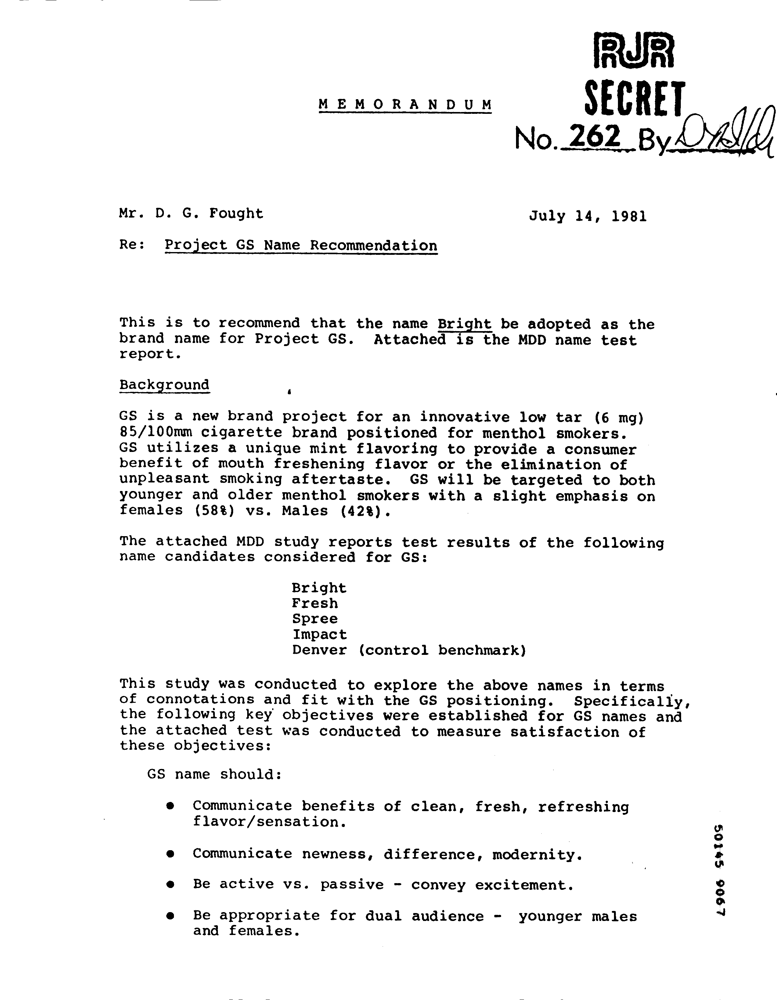 RJR
SECRET
MEMORANDUM
No. 262 By
Mr. D. G. Fought
July 14, 1981
Re: Project GS Name Recommendation
This is to recommend that the name Bright be adopted as the
brand name for Project GS. Attached is the MDD name test
report.
Background
GS is a new brand project for an innovative low tar (6 mg)
85/100mm cigarette brand positioned for menthol smokers.
GS utilizes a unique mint flavoring to provide a consumer
benefit of mouth freshening flavor or the elimination of
unpleasant smoking aftertaste. GS will be targeted to both
younger and older menthol smokers with a slight emphasis on
females (58%) vs. Males (42%).
The attached MDD study reports test results of the following
name candidates considered for GS:
Bright
Fresh
Spree
Impact
Denver (control benchmark)
This study was conducted to explore the above names in terms
of connotations and fit with the GS positioning. Specifically,
the following key objectives were established for GS names and
the attached test was conducted to measure satisfaction of
these objectives:
GS name should:
● Communicate benefits of clean, fresh, refreshing
flavor/sensation.
● Communicate newness, difference, modernity.
● Be active vs. passive - convey excitement.
● Be appropriate for dual audience - younger males
and females.
50145 9067